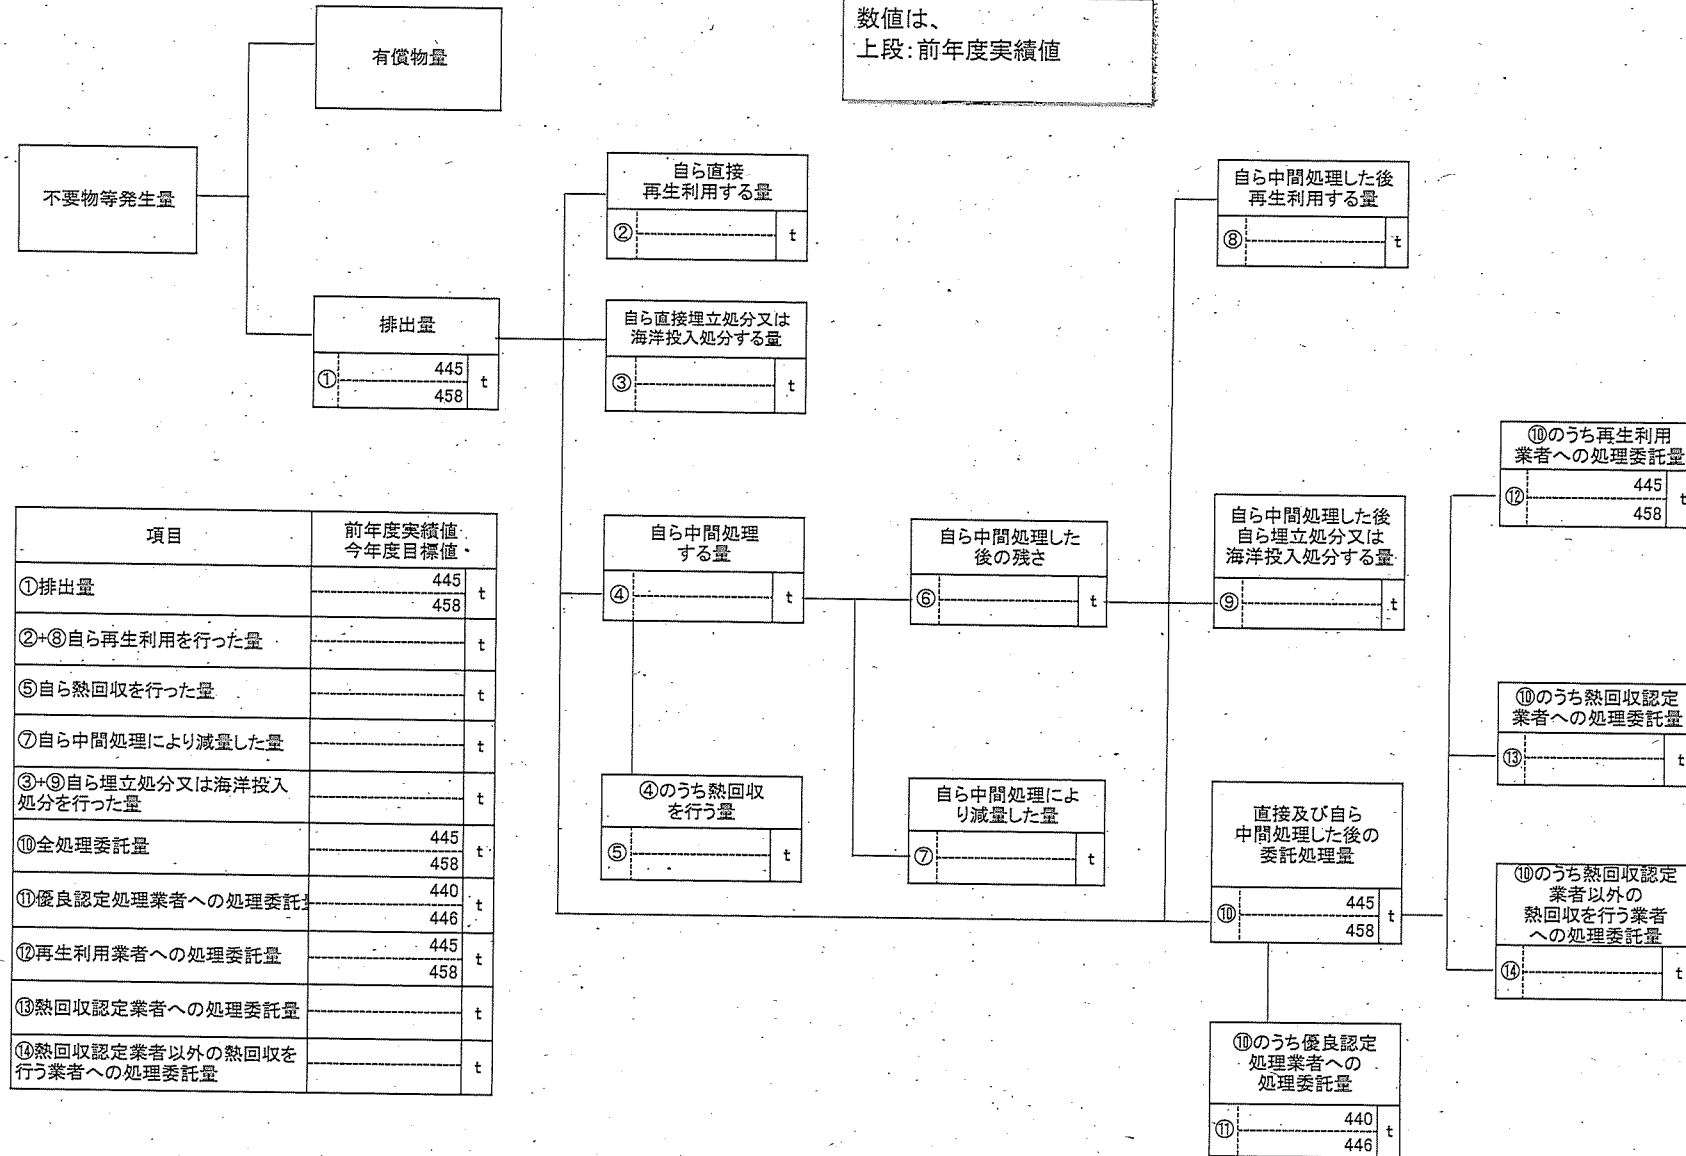 数値は、
上段:前年度実績値
有償物量
不要物等発生量
排出量
①
445
458
t
自ら直接
再生利用する量
②
t
自ら直接埋立処分又は
海洋投入処分する量
③
t
自ら中間処理
する量
④
t
④のうち熱回収
を行う量
⑤
t
自ら中間処理した
後の残さ
⑥
t
自ら中間処理によ
り減量した量
⑦
t
自ら中間処理した後
再生利用する量
⑧
t
自ら中間処理した後
自ら埋立処分又は
海洋投入処分する量
⑨
t
直接及び自ら
中間処理した後の
委託処理量
⑩
445
458
t
⑩のうち優良認定
処理業者への
処理委託量
⑪
440
446
t
⑩のうち再生利用
業者への処理委託量
⑫
445
458
t
⑩のうち熱回収認定
業者への処理委託量
⑬
t
⑩のうち熱回収認定
業者以外の
熱回収を行う業者
への処理委託量
⑭
t
項目
前年度実績値
今年度目標値
①排出量
445
458
t
②+⑧自ら再生利用を行った量
t
⑤自ら熱回収を行った量
t
⑦自ら中間処理により減量した量
t
③+⑨自ら埋立処分又は海洋投入
処分を行った量
t
⑩全処理委託量
445
458
t
⑪優良認定処理業者への処理委託
440
446
t
⑫再生利用業者への処理委託量
445
458
t
⑬熱回収認定業者への処理委託量
t
⑭熱回収認定業者以外の熱回収を
行う業者への処理委託量
t